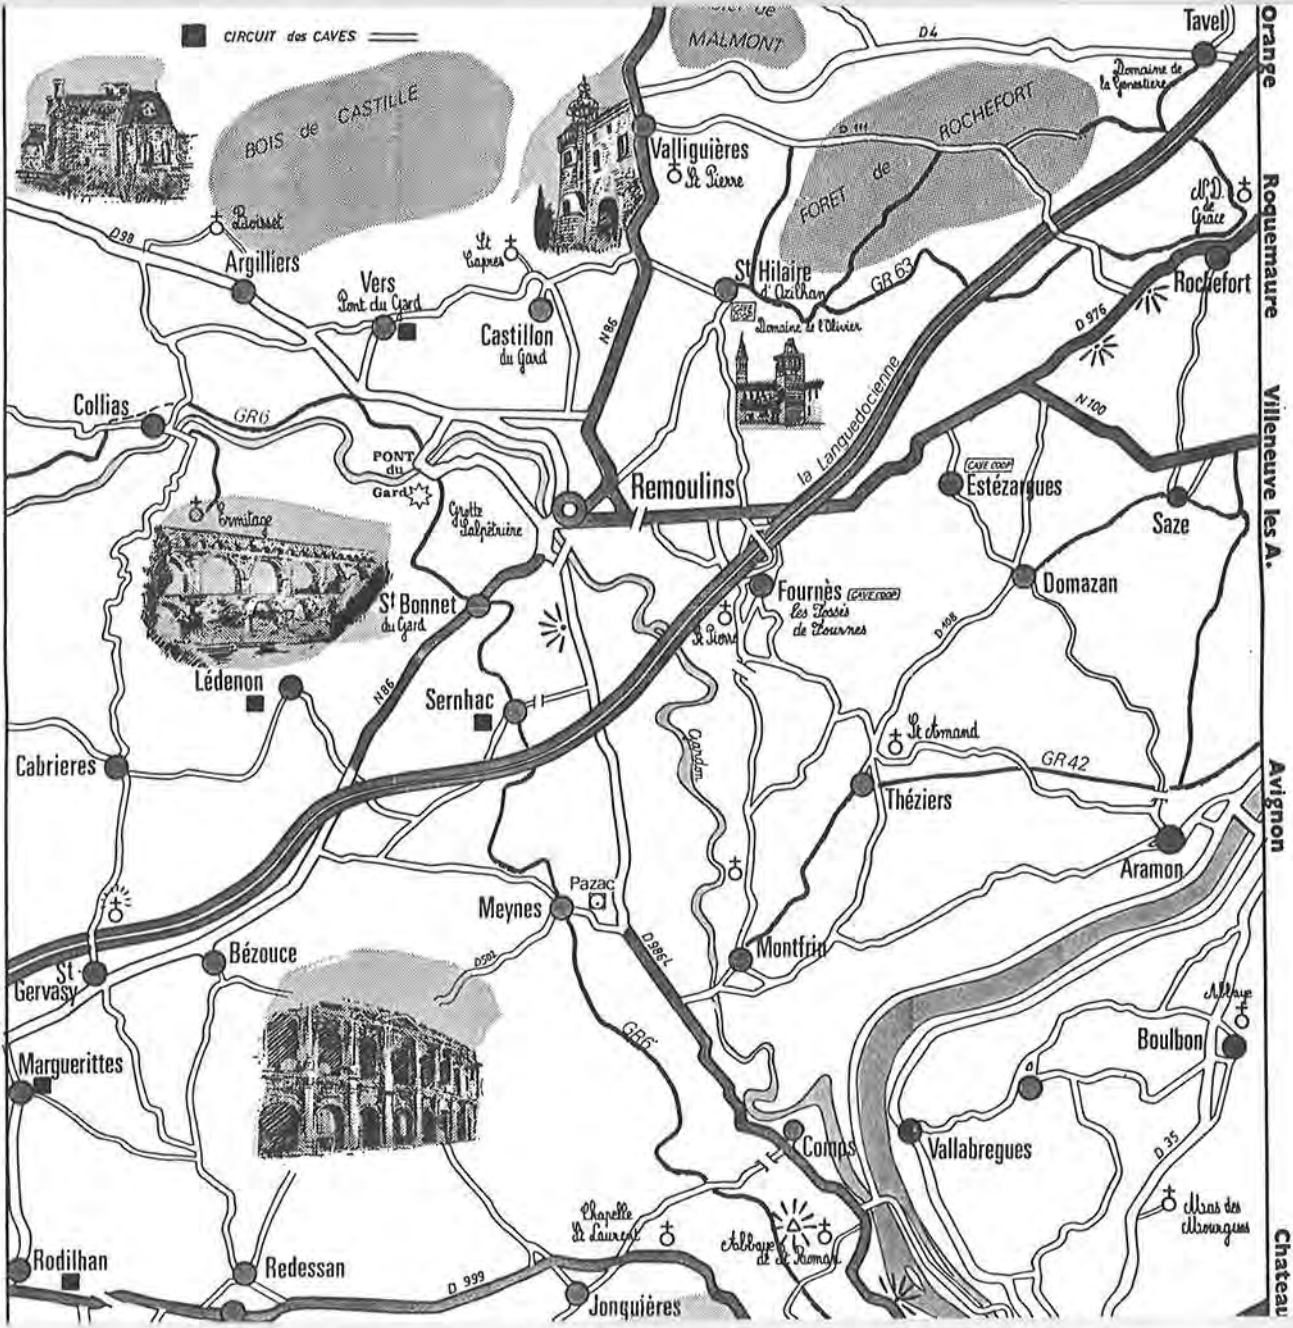 CIRCUIT des CAVES
MALMONT
D4
Tavel
Domaine de
la Genestiere
BOIS de CASTILLE
FORET de ROCHEFORT
D 111
Valliguières
St Pierre
N.D.
de
Grace
D98
Argilliers
St
Capres
Vers
Pont du Gard
Castillon
du Gard
N86
St Hilaire
d'Ozilhan
Domaine de l'Olivier
GR 63
Rochefort
D 976
la Languedocienne
Collias
GR6
PONT
du
Gard
Grotte
Salpétrière
Remoulins
N 100
CAVE COOP
Estézargues
Saze
Ermitage
St Bonnet
du Gard
Fournès
CAVE COOP
les Fossés
de Fournes
St Pierre
Domazan
D 108
Lédenon
N86
Sernhac
Gardon
St Amand
GR 42
Cabrieres
Théziers
Aramon
Pazac
Meynes
Montfrin
D986L
D502
St
Gervasy
Bézouce
GR6
Abbaye
Boulbon
Marguerittes
Comps
Vallabregues
D 35
Mas des
Mourgues
Chapelle
St Laurent
Abbaye
de St Roman
Rodilhan
Redessan
D 999
Jonquières
Orange
Roquemaure
Villeneuve les A.
Avignon
Chateau